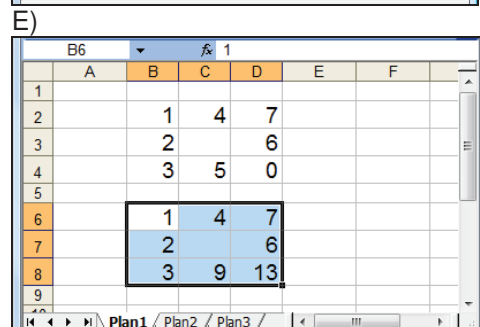 E)
B6 fx 1
A B C D E F
1
2 1 4 7
3 2 6
4 3 5 0
5
6 1 4 7
7 2 6
8 3 9 13
9
Plan1 / Plan2 / Plan3 /